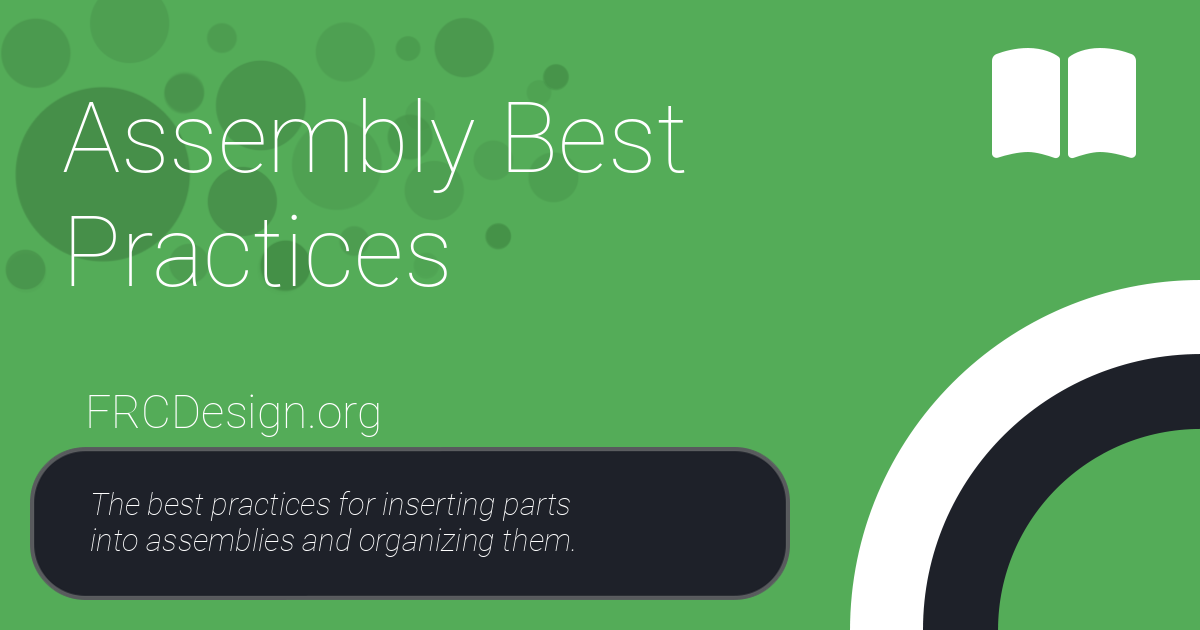 Assembly Best
Practices
FRCDesign.org
The best practices for inserting parts
into assemblies and organizing them.